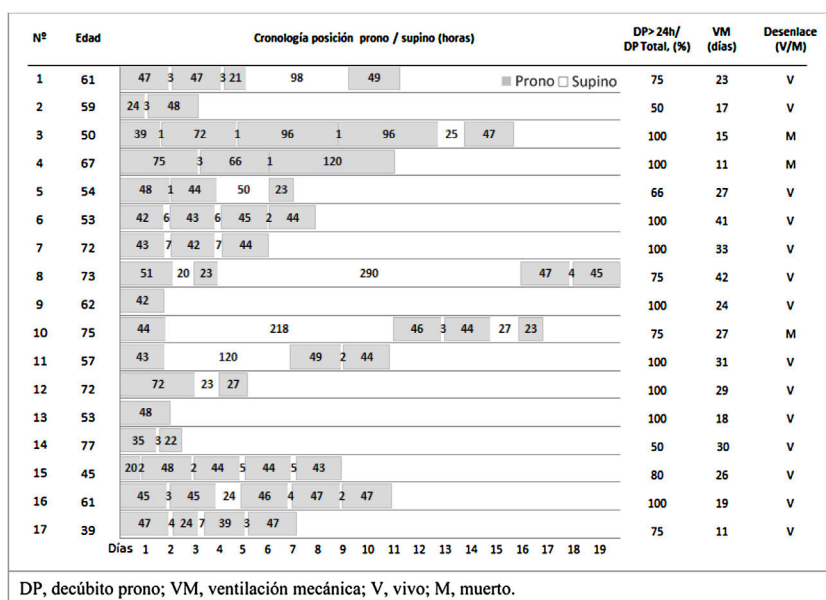 Nº Edad Cronología posición prono / supino (horas) DP>24h/ DP Total, (%) VM (días) Desenlace (V/M)
1 61 47 3 47 3 21 98 49 Prono Supino 75 23 V
2 59 24 3 48 50 17 V
3 50 39 1 72 1 96 1 96 25 47 100 15 M
4 67 75 3 66 1 120 100 11 M
5 54 48 1 44 50 23 66 27 V
6 53 42 6 43 6 45 2 44 100 41 V
7 72 43 7 42 7 44 100 33 V
8 73 51 20 23 290 47 4 45 75 42 V
9 62 42 100 24 V
10 75 44 218 46 3 44 27 23 75 27 M
11 57 43 120 49 2 44 100 31 V
12 72 72 23 27 100 29 V
13 53 48 100 18 V
14 77 35 3 22 50 30 V
15 45 20 2 48 2 44 5 44 5 43 80 26 V
16 61 45 3 45 24 46 4 47 2 47 100 19 V
17 39 47 4 24 7 39 3 47 75 11 V
Días 1 2 3 4 5 6 7 8 9 10 11 12 13 14 15 16 17 18 19
DP, decúbito prono; VM, ventilación mecánica; V, vivo; M, muerto.